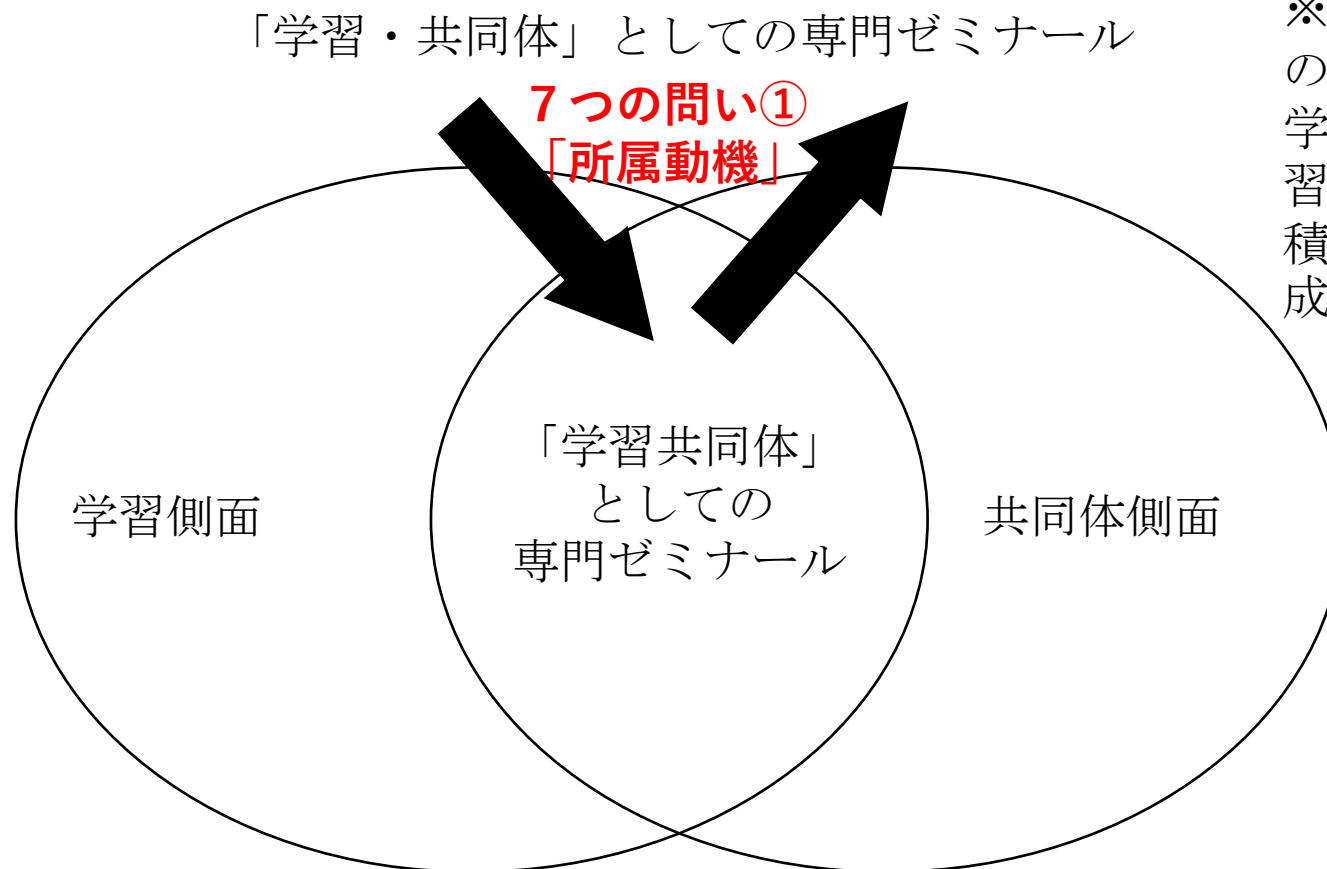 「学習・共同体」としての専門ゼミナール
７つの問い①
「所属動機」
「学習共同体」
としての
専門ゼミナール
学習側面
共同体側面
※
の
学
習
積
成